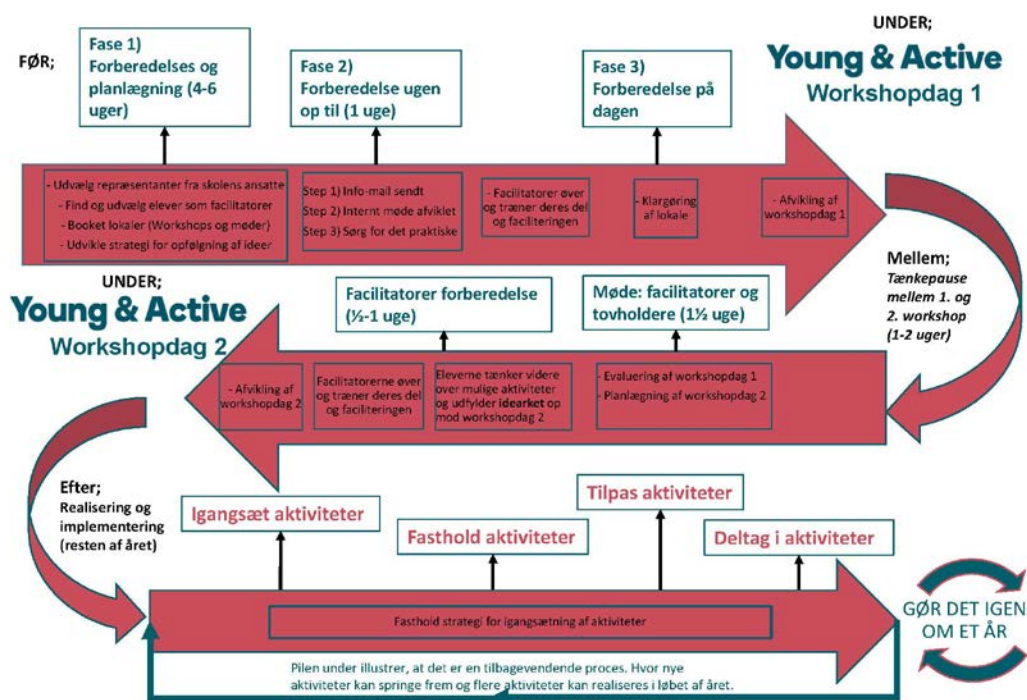 FØR;
Fase 1)
Forberedelses og
planlægning (4-6
uger)
Fase 2)
Forberedelse ugen
op til (1 uge)
Fase 3)
Forberedelse på
dagen
UNDER;
Young & Active
Workshopdag 1
- Udvælg repræsentanter fra skolens ansatte
- Find og udvælg elever som facilitatorer
- Booket lokaler (Workshops og møder)
- Udvikle strategi for opfølgning af ideer
Step 1) Info-mail sendt
Step 2) Internt møde afviklet
Step 3) Sørg for det praktiske
- Facilitatorer øver
og træner deres del
og faciliteringen
- Klargøring
af lokale
- Afvikling af
workshopdag 1
Mellem;
Tænkepause
mellem 1. og
2. workshop
(1-2 uger)
Møde: facilitatorer og
tovholdere (1½ uge)
Facilitatorer forberedelse
(½-1 uge)
UNDER;
Young & Active
Workshopdag 2
- Evaluering af workshopdag 1
- Planlægning af workshopdag 2
Eleverne tænker videre
over mulige aktiviteter
og udfylder idearket op
mod workshopdag 2
Facilitatorerne øver
og træner deres del
og faciliteringen
- Afvikling af
workshopdag 2
Efter;
Realisering og
implementering
(resten af året)
Igangsæt aktiviteter
Fasthold aktiviteter
Tilpas aktiviteter
Deltag i aktiviteter
Fasthold strategi for igangsætning af aktiviteter
GØR DET IGEN
OM ET ÅR
Pilen under illustrer, at det er en tilbagevendende proces. Hvor nye
aktiviteter kan springe frem og flere aktiviteter kan realiseres i løbet af året.